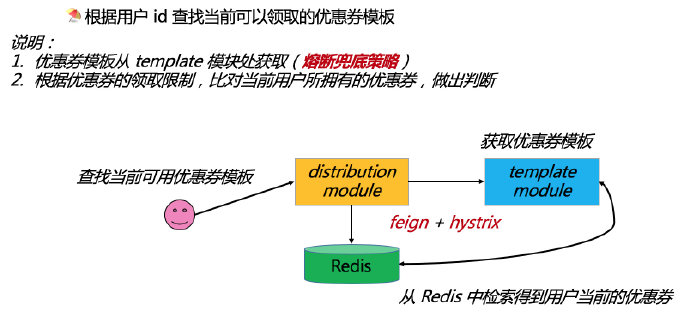 根据用户 id 查找当前可以领取的优惠券模板
说明：
1. 优惠券模板从 template 模块处获取（熔断兜底策略）
2. 根据优惠券的领取限制，比对当前用户所拥有的优惠券，做出判断
获取优惠券模板
查找当前可用优惠券模板
distribution
module
template
module
feign + hystrix
Redis
从 Redis 中检索得到用户当前的优惠券